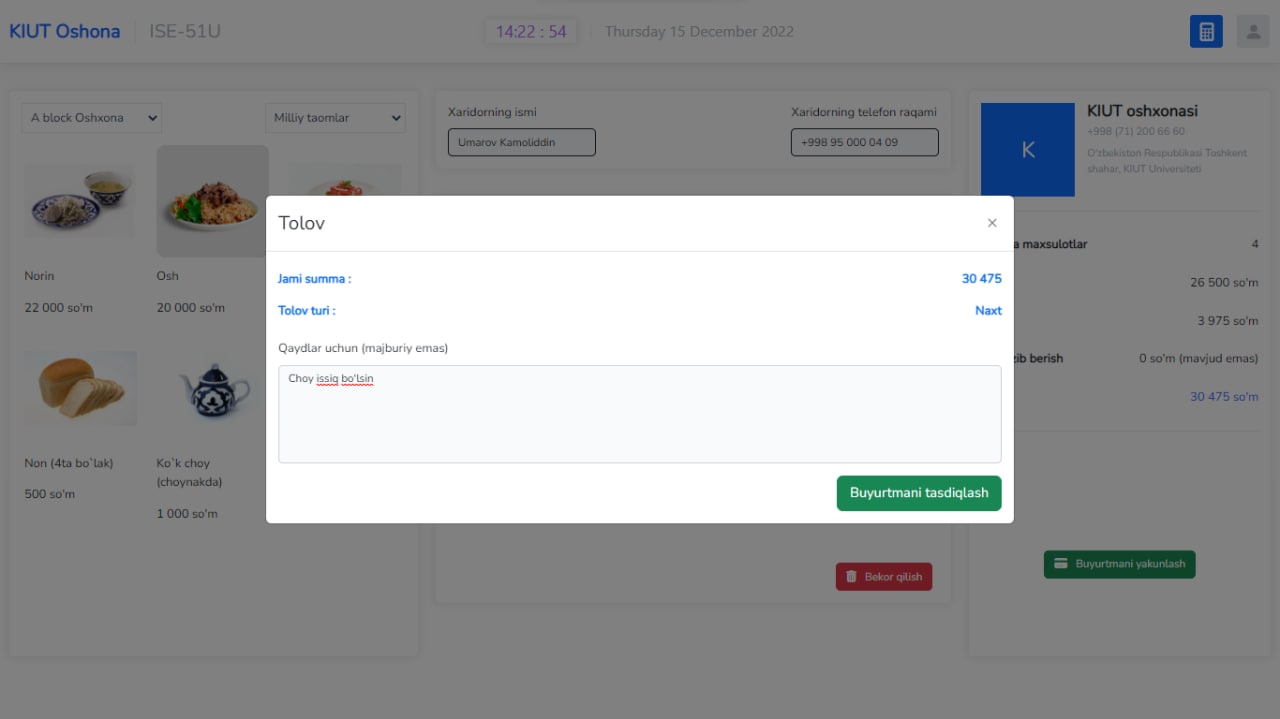 KIUT Oshona
ISE-51U
14:22 : 54
Thursday 15 December 2022
A block Oshxona
Milliy taomlar
Norin
22 000 so'm
Osh
20 000 so'm
Non (4ta bo`lak)
500 so'm
Ko`k choy
(choynakda)
1 000 so'm
Xaridorning ismi
Umarov Kamoliddin
Xaridorning telefon raqami
+998 95 000 04 09
Tolov
×
Jami summa :
30 475
Tolov turi :
Naxt
Qaydlar uchun (majburiy emas)
Choy issiq bo'lsin
Buyurtmani tasdiqlash
Bekor qilish
K
KIUT oshxonasi
+998 (71) 200 66 60
O'zbekiston Respublikasi Toshkent
shahar, KIUT Universiteti
maxsulotlar
4
26 500 so'm
3 975 so'm
berish
0 so'm (mavjud emas)
30 475 so'm
Buyurtmani yakunlash